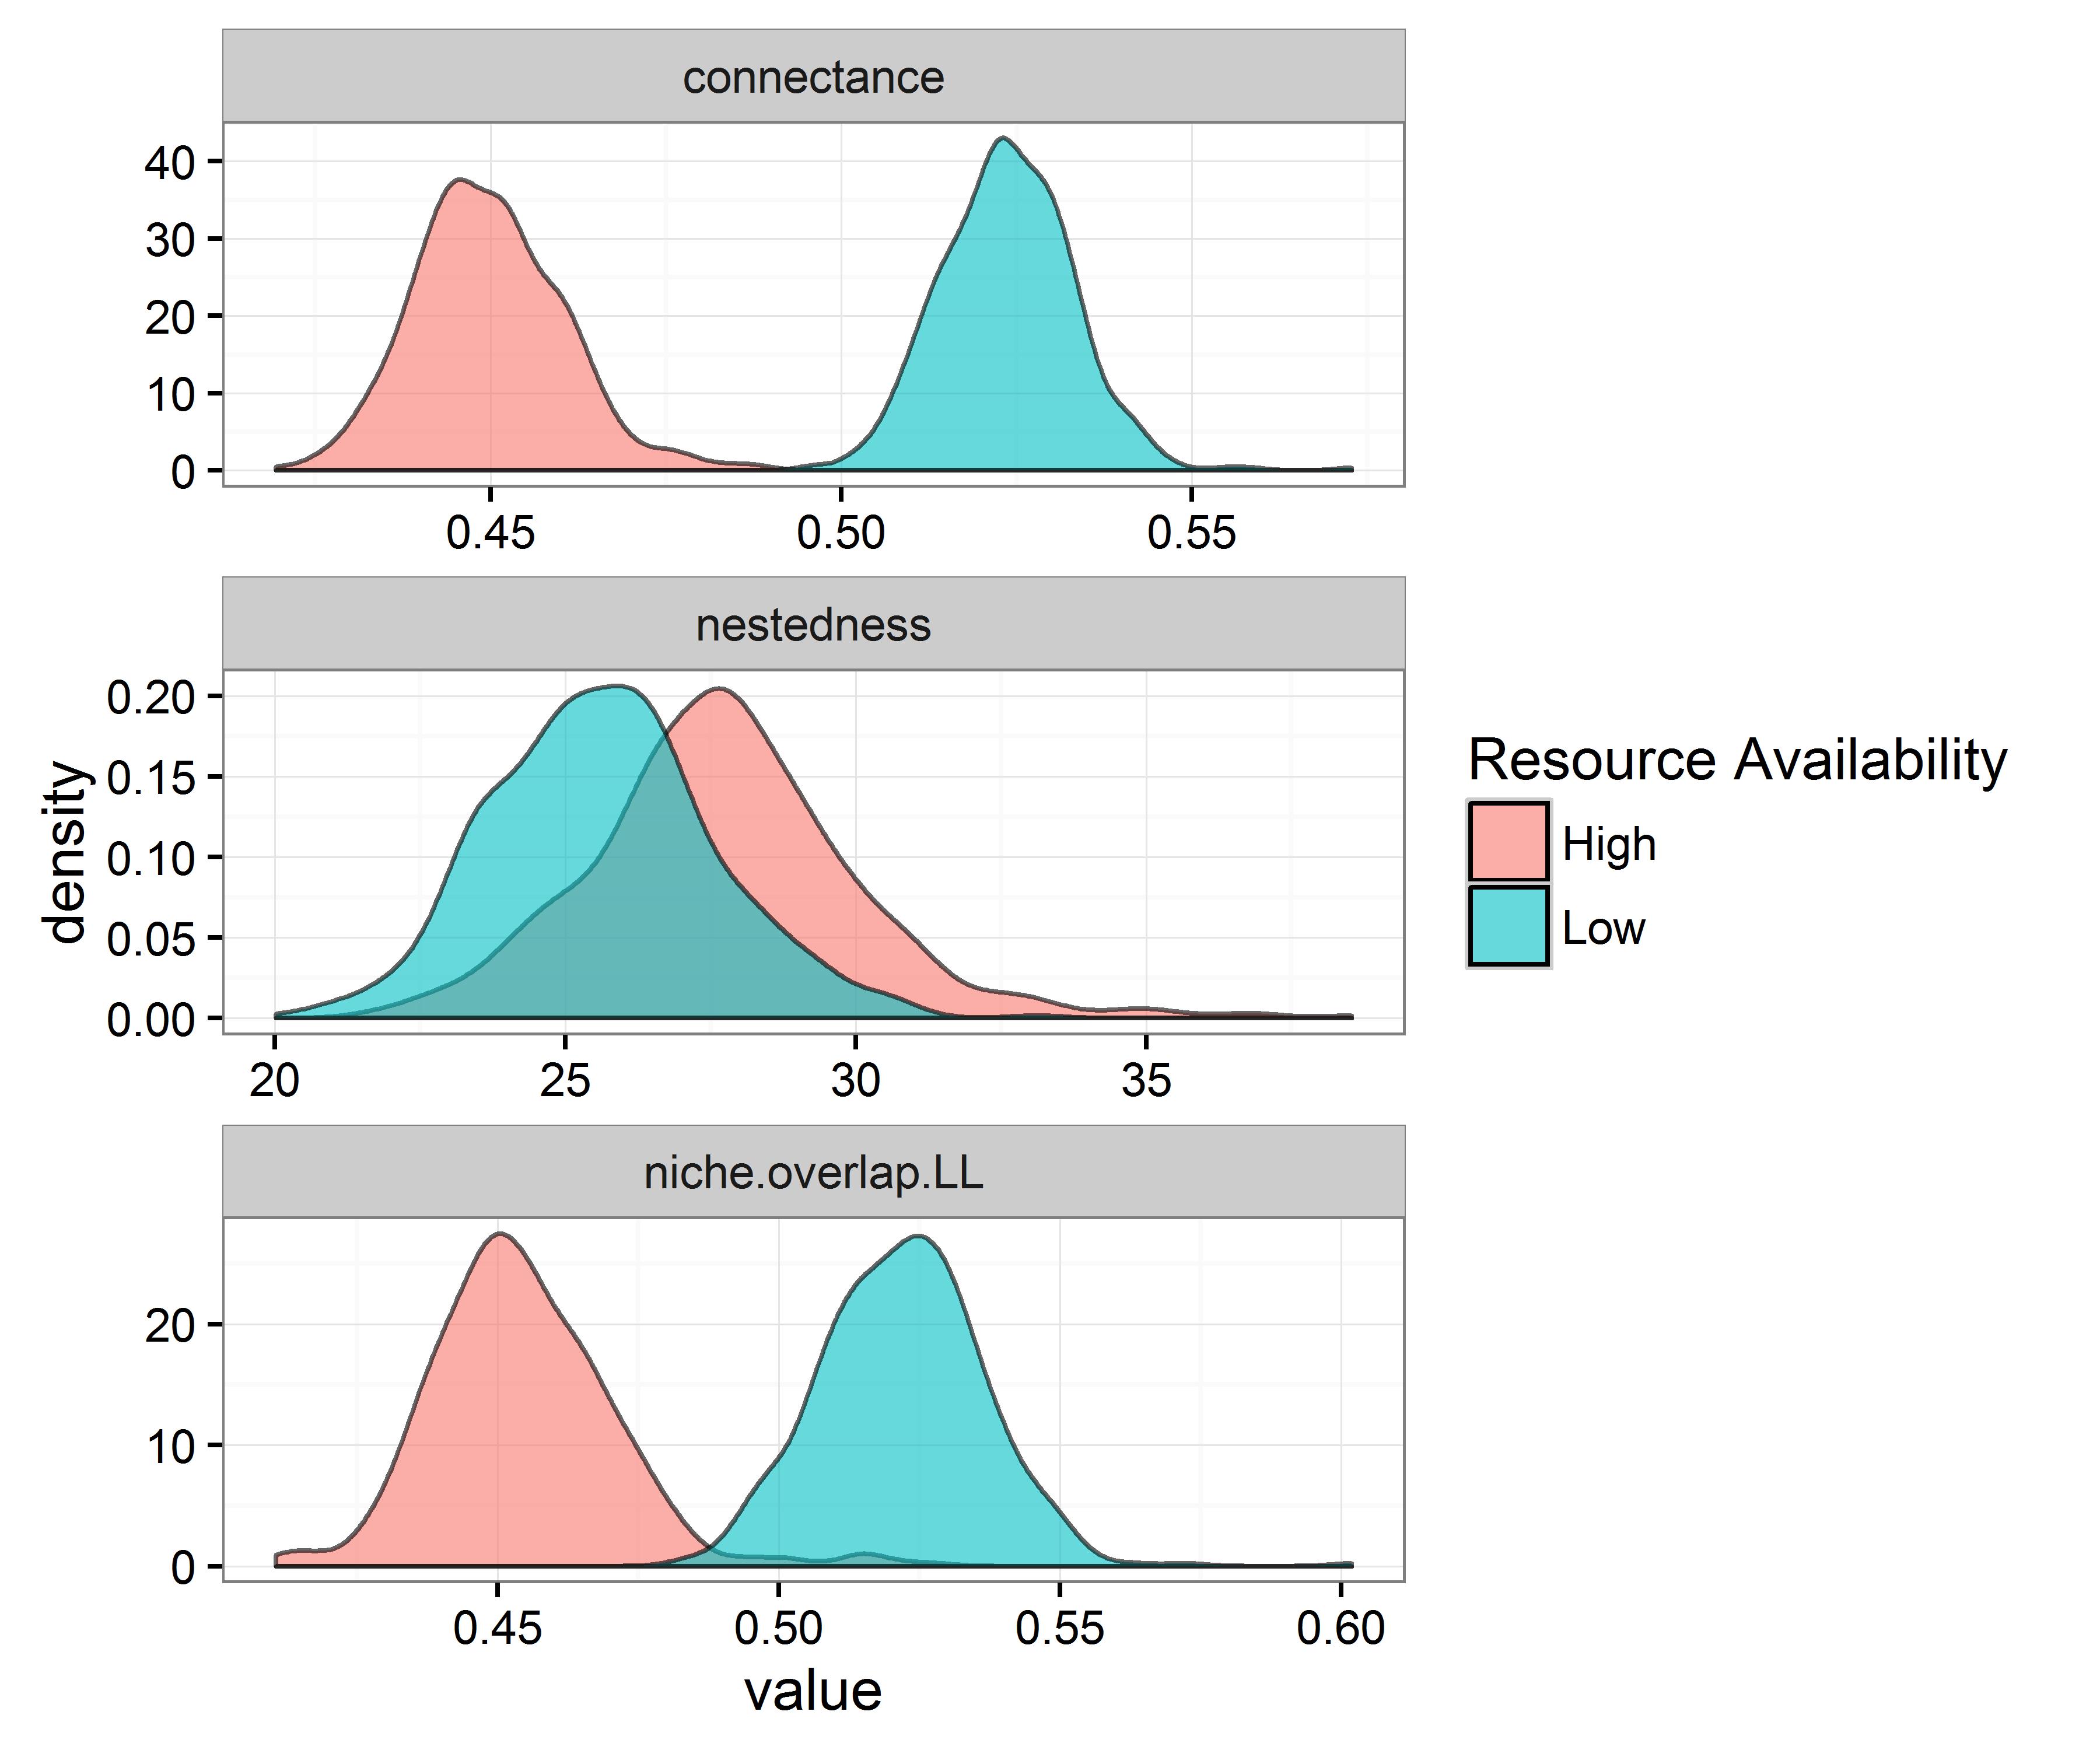 connectance
40
30
20
10
0
0.45 0.50 0.55
nestedness
density
0.20
0.15
0.10
0.05
0.00
20 25 30 35
Resource Availability
High
Low
niche.overlap.LL
20
10
0
0.45 0.50 0.55 0.60
value